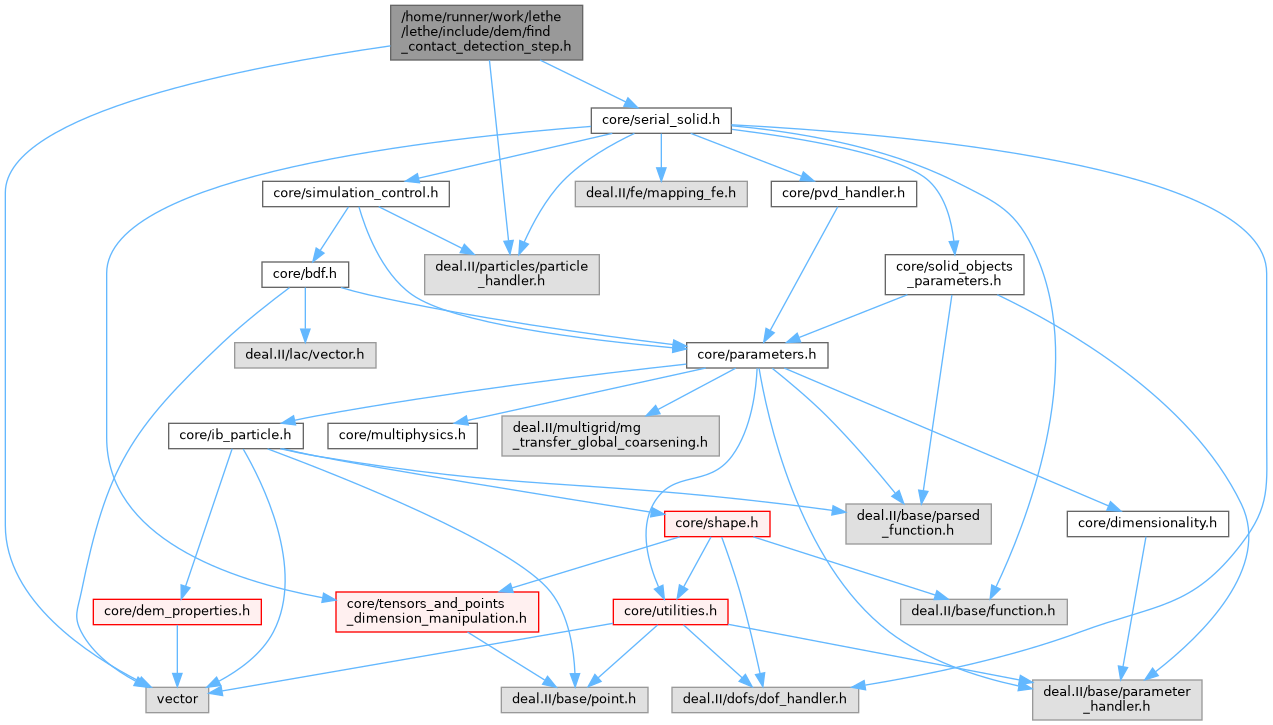 /home/runner/work/lethe
/lethe/include/dem/find
_contact_detection_step.h
core/serial_solid.h
core/simulation_control.h
deal.II/fe/mapping_fe.h
core/pvd_handler.h
core/bdf.h
deal.II/particles/particle
_handler.h
core/solid_objects
_parameters.h
deal.II/lac/vector.h
core/parameters.h
core/ib_particle.h
core/multiphysics.h
deal.II/multigrid/mg
_transfer_global_coarsening.h
core/shape.h
deal.II/base/parsed
_function.h
core/dimensionality.h
core/dem_properties.h
core/tensors_and_points
_dimension_manipulation.h
core/utilities.h
deal.II/base/function.h
vector
deal.II/base/point.h
deal.II/dofs/dof_handler.h
deal.II/base/parameter
_handler.h